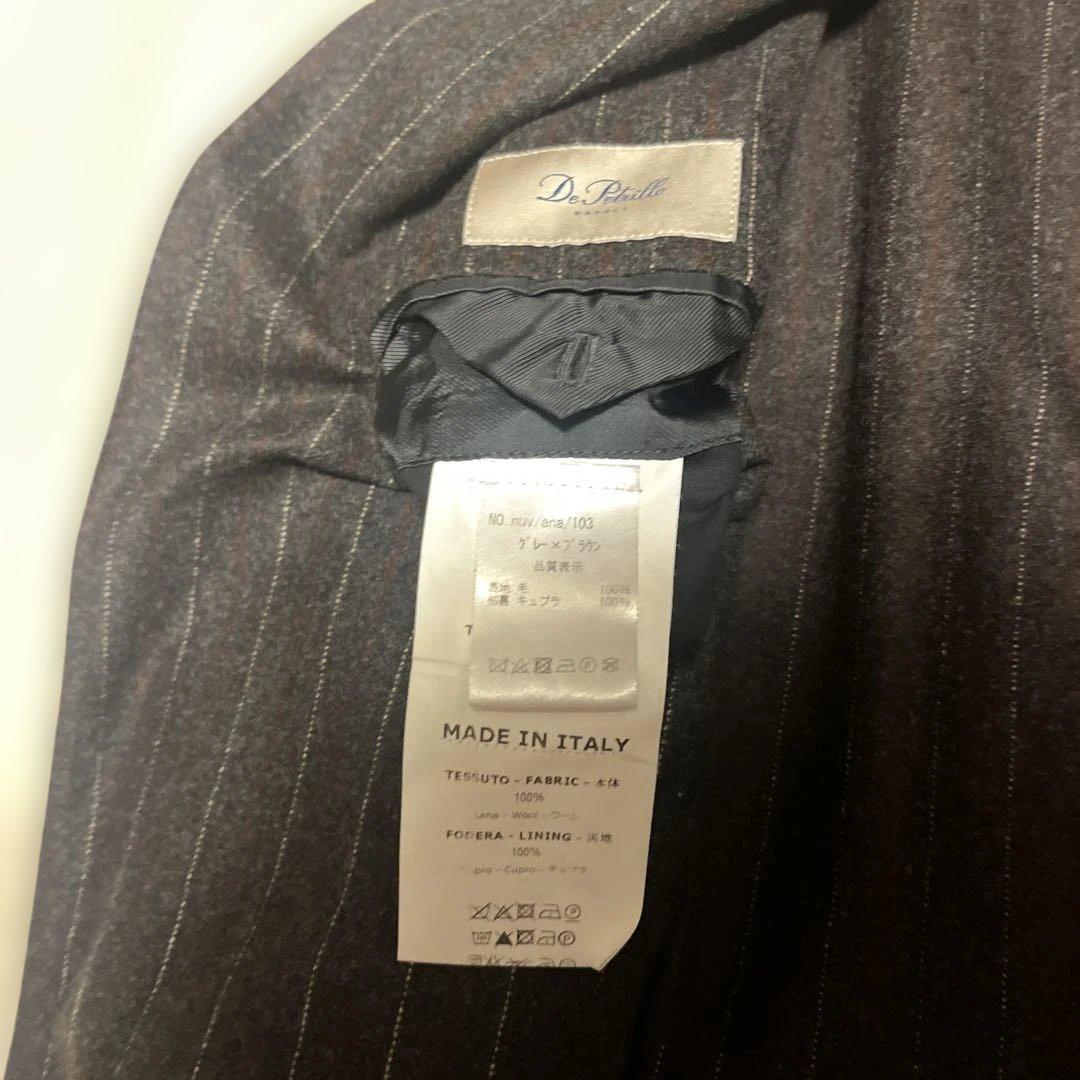 De Petrillo
NAPOLI
NO.nuv/ana/103
グレー×ブラウン
品質表示
表地 毛 100%
袖裏 キュプラ 100%
MADE IN ITALY
TESSUTO - FABRIC - 本体
100%
Lana - Wool - ウール
FODERA - LINING - 裏地
100%
Cupro - キュプラ